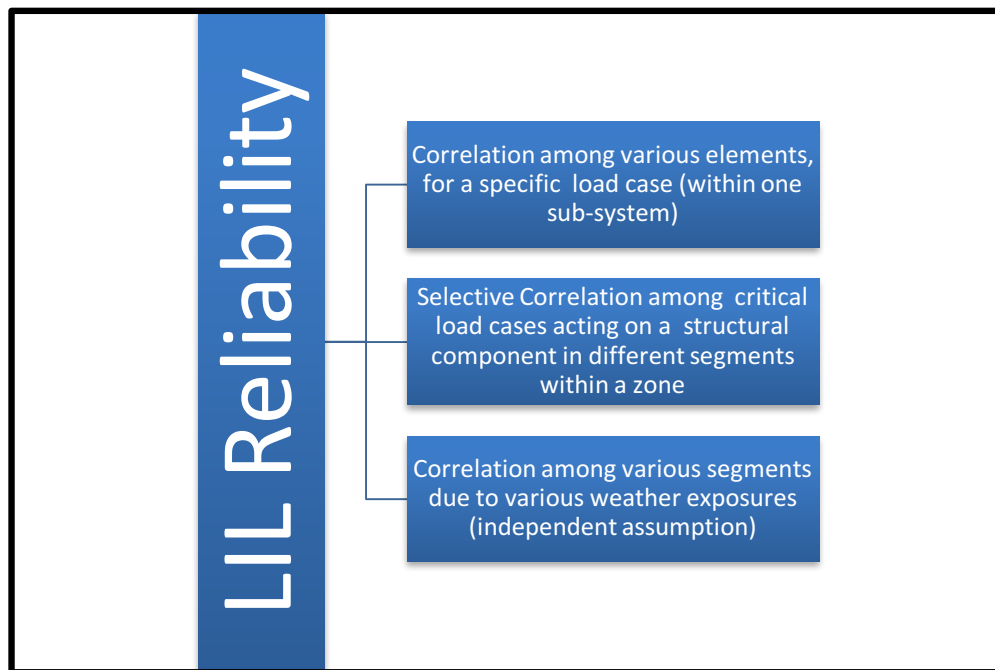 LIL Reliability
Correlation among various elements,
for a specific load case (within one
sub-system)
Selective Correlation among critical
load cases acting on a structural
component in different segments
within a zone
Correlation among various segments
due to various weather exposures
(independent assumption)